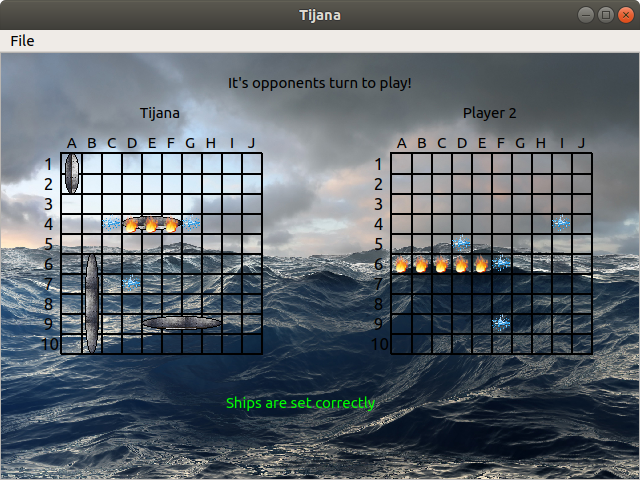 Tijana
File
It's opponents turn to play!
Tijana Player 2
A B C D E F G H I J A B C D E F G H I J
1 1
2 2
3 3
4 4
5 5
6 6
7 7
8 8
9 9
10 10
Ships are set correctly.